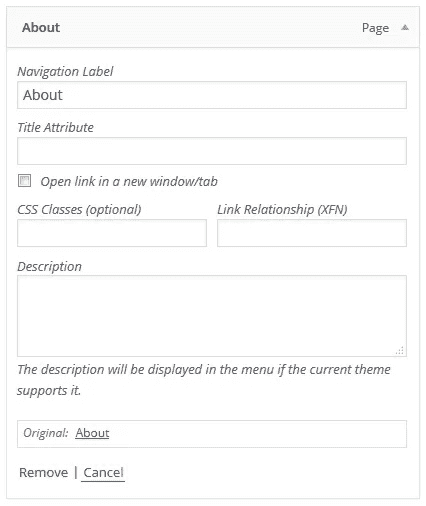 About Page
Navigation Label
About
Title Attribute
Open link in a new window/tab
CSS Classes (optional) Link Relationship (XFN)
Description
The description will be displayed in the menu if the current theme
supports it.
Original: About
Remove | Cancel